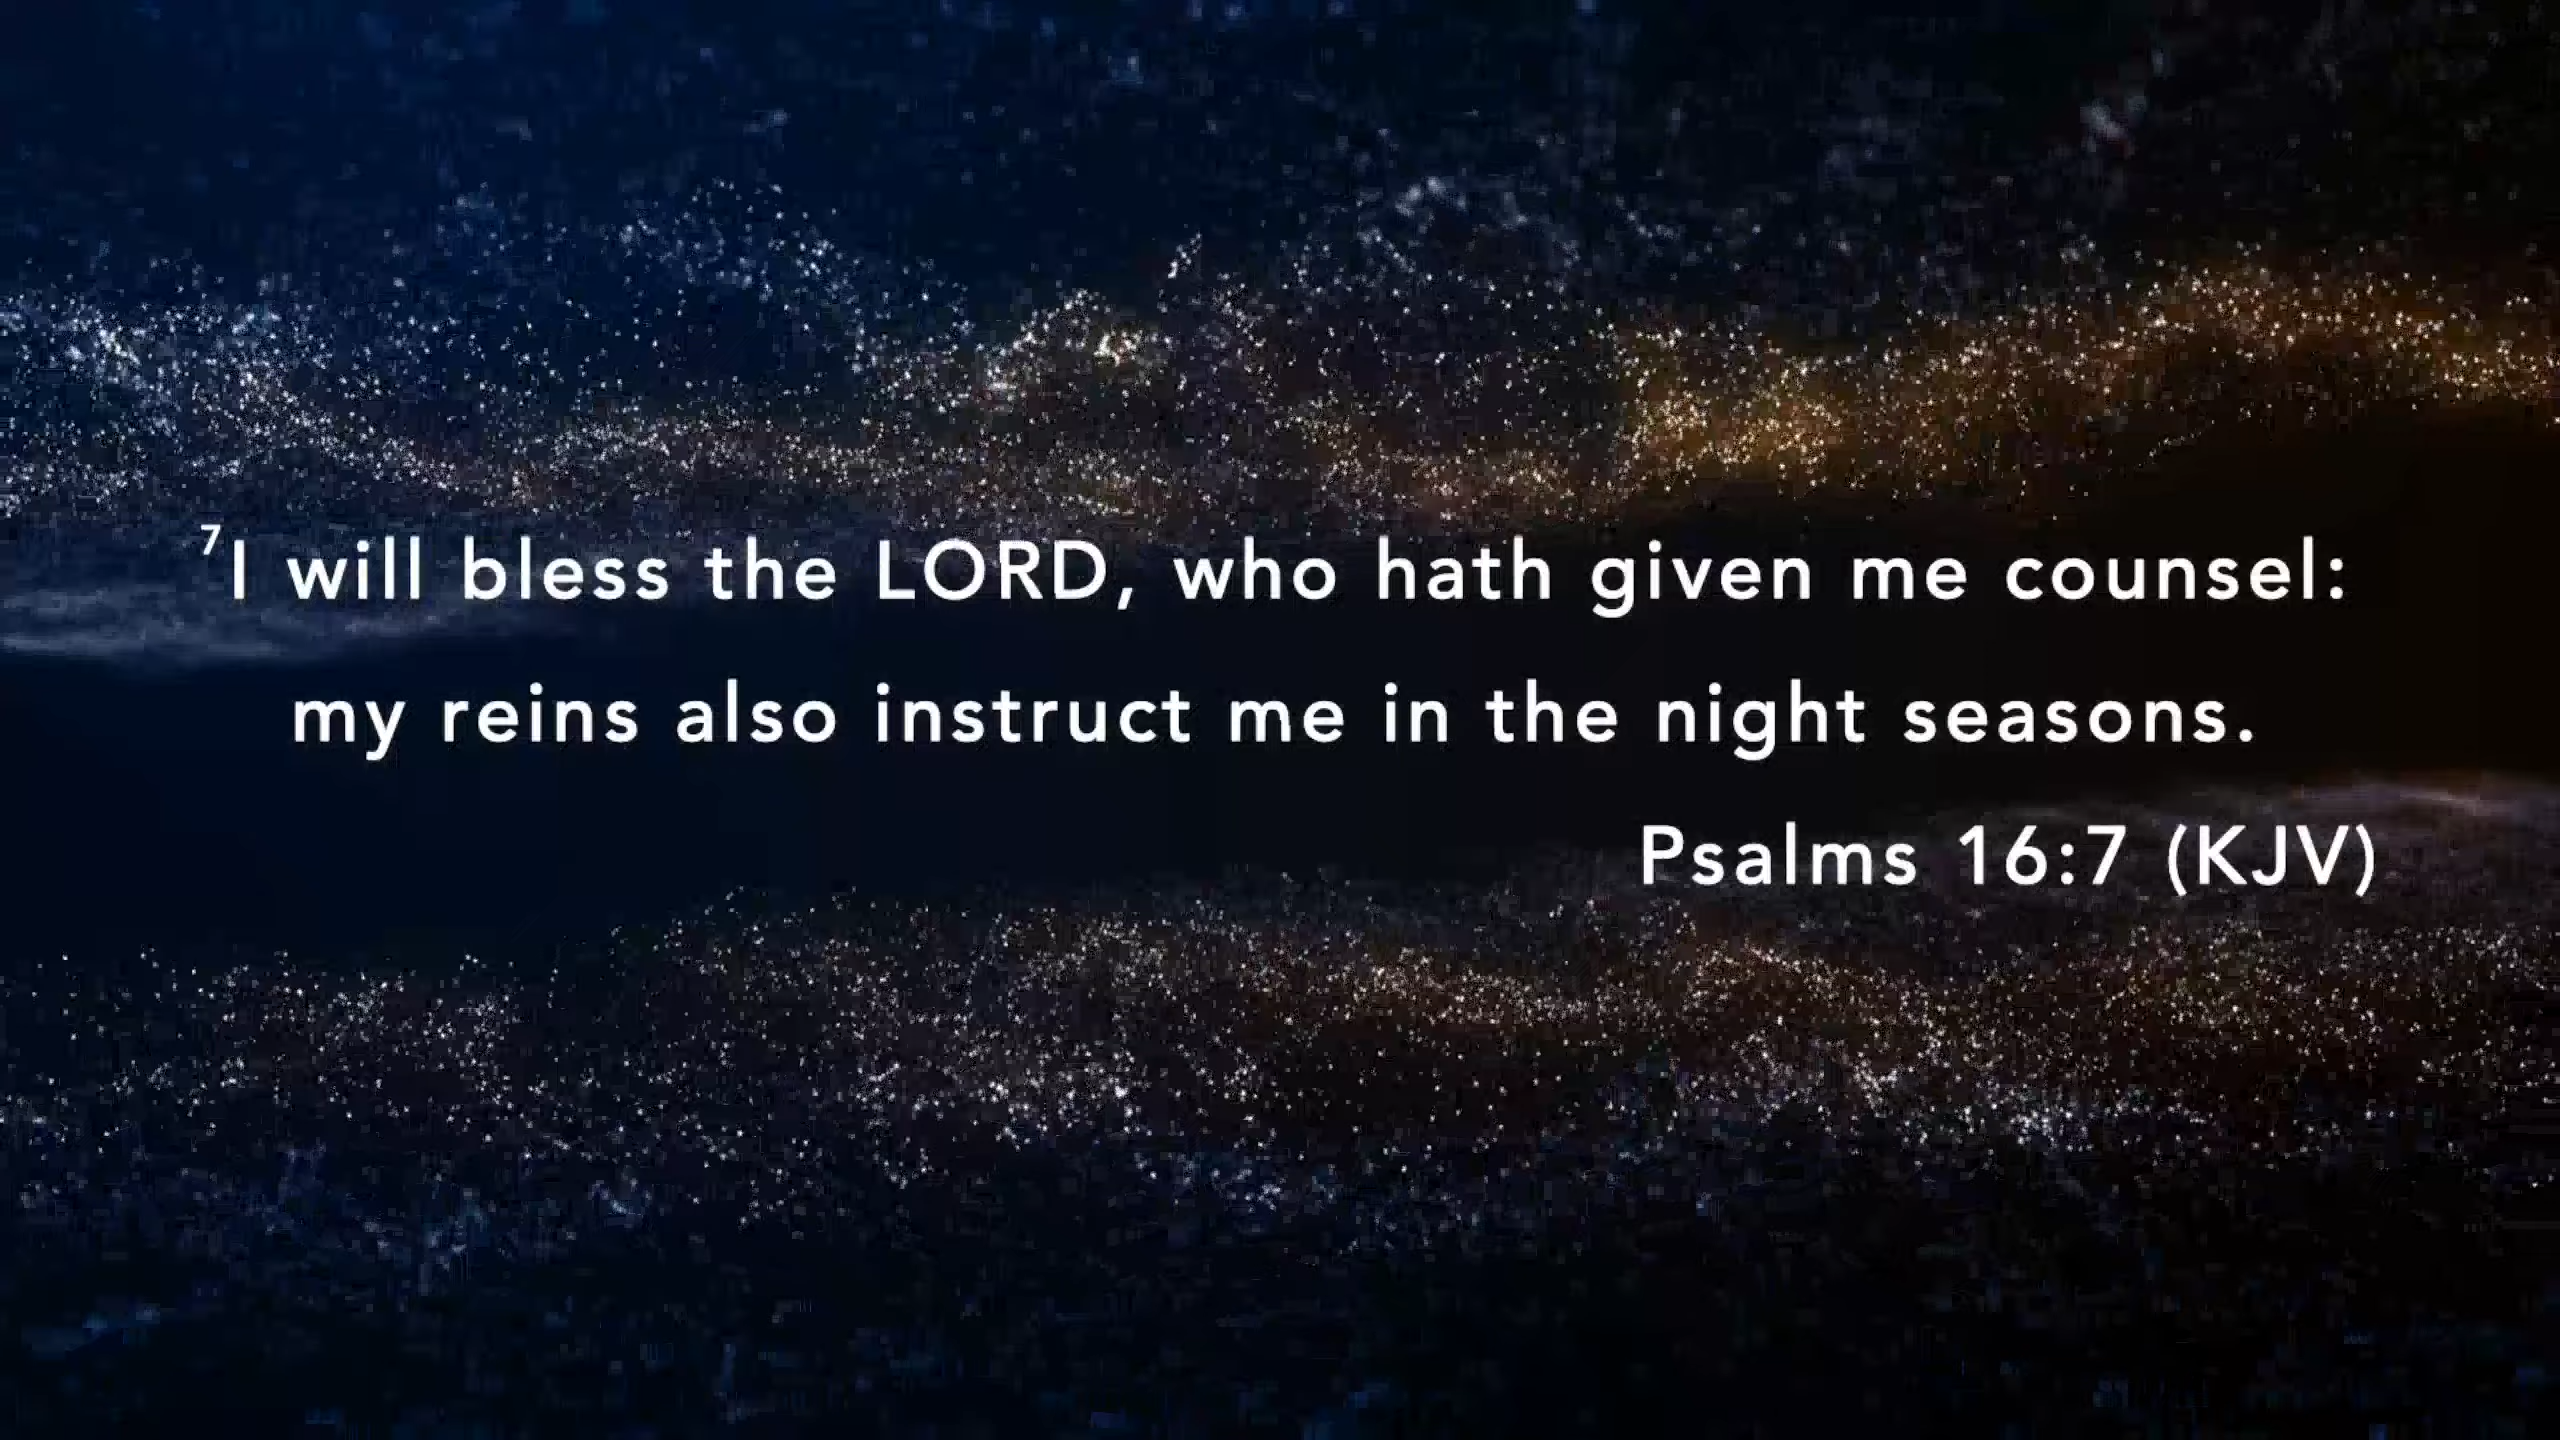 ⁷I will bless the LORD, who hath given me counsel:
my reins also instruct me in the night seasons.
Psalms 16:7 (KJV)